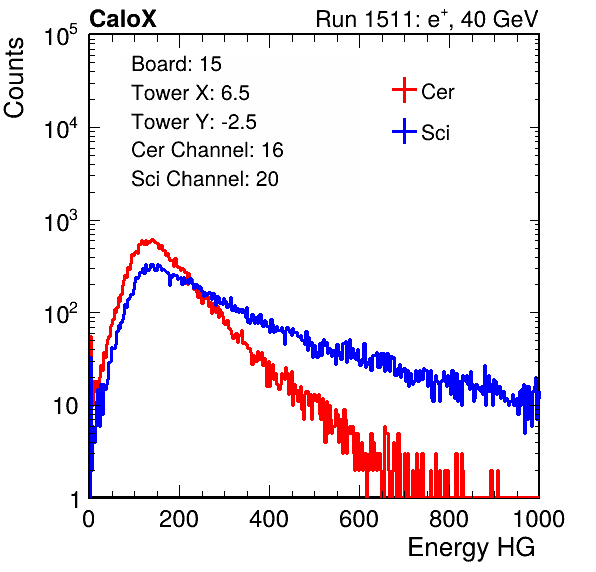 CaloX Run 1511: e⁺, 40 GeV
Counts
Board: 15
Tower X: 6.5
Tower Y: -2.5
Cer Channel: 16
Sci Channel: 20
Cer
Sci
10⁵
10⁴
10³
10²
10
1
0 200 400 600 800 1000
Energy HG